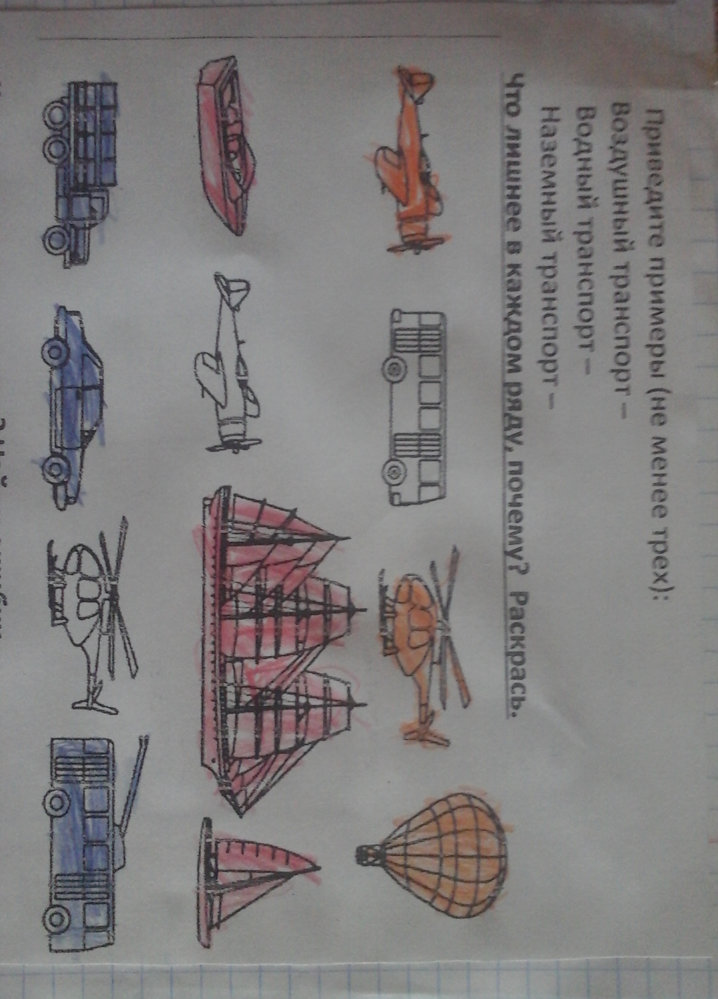 Приведите примеры (не менее трех):
Воздушный транспорт –
Водный транспорт –
Наземный транспорт –
Что лишнее в каждом ряду, почему? Раскрась.